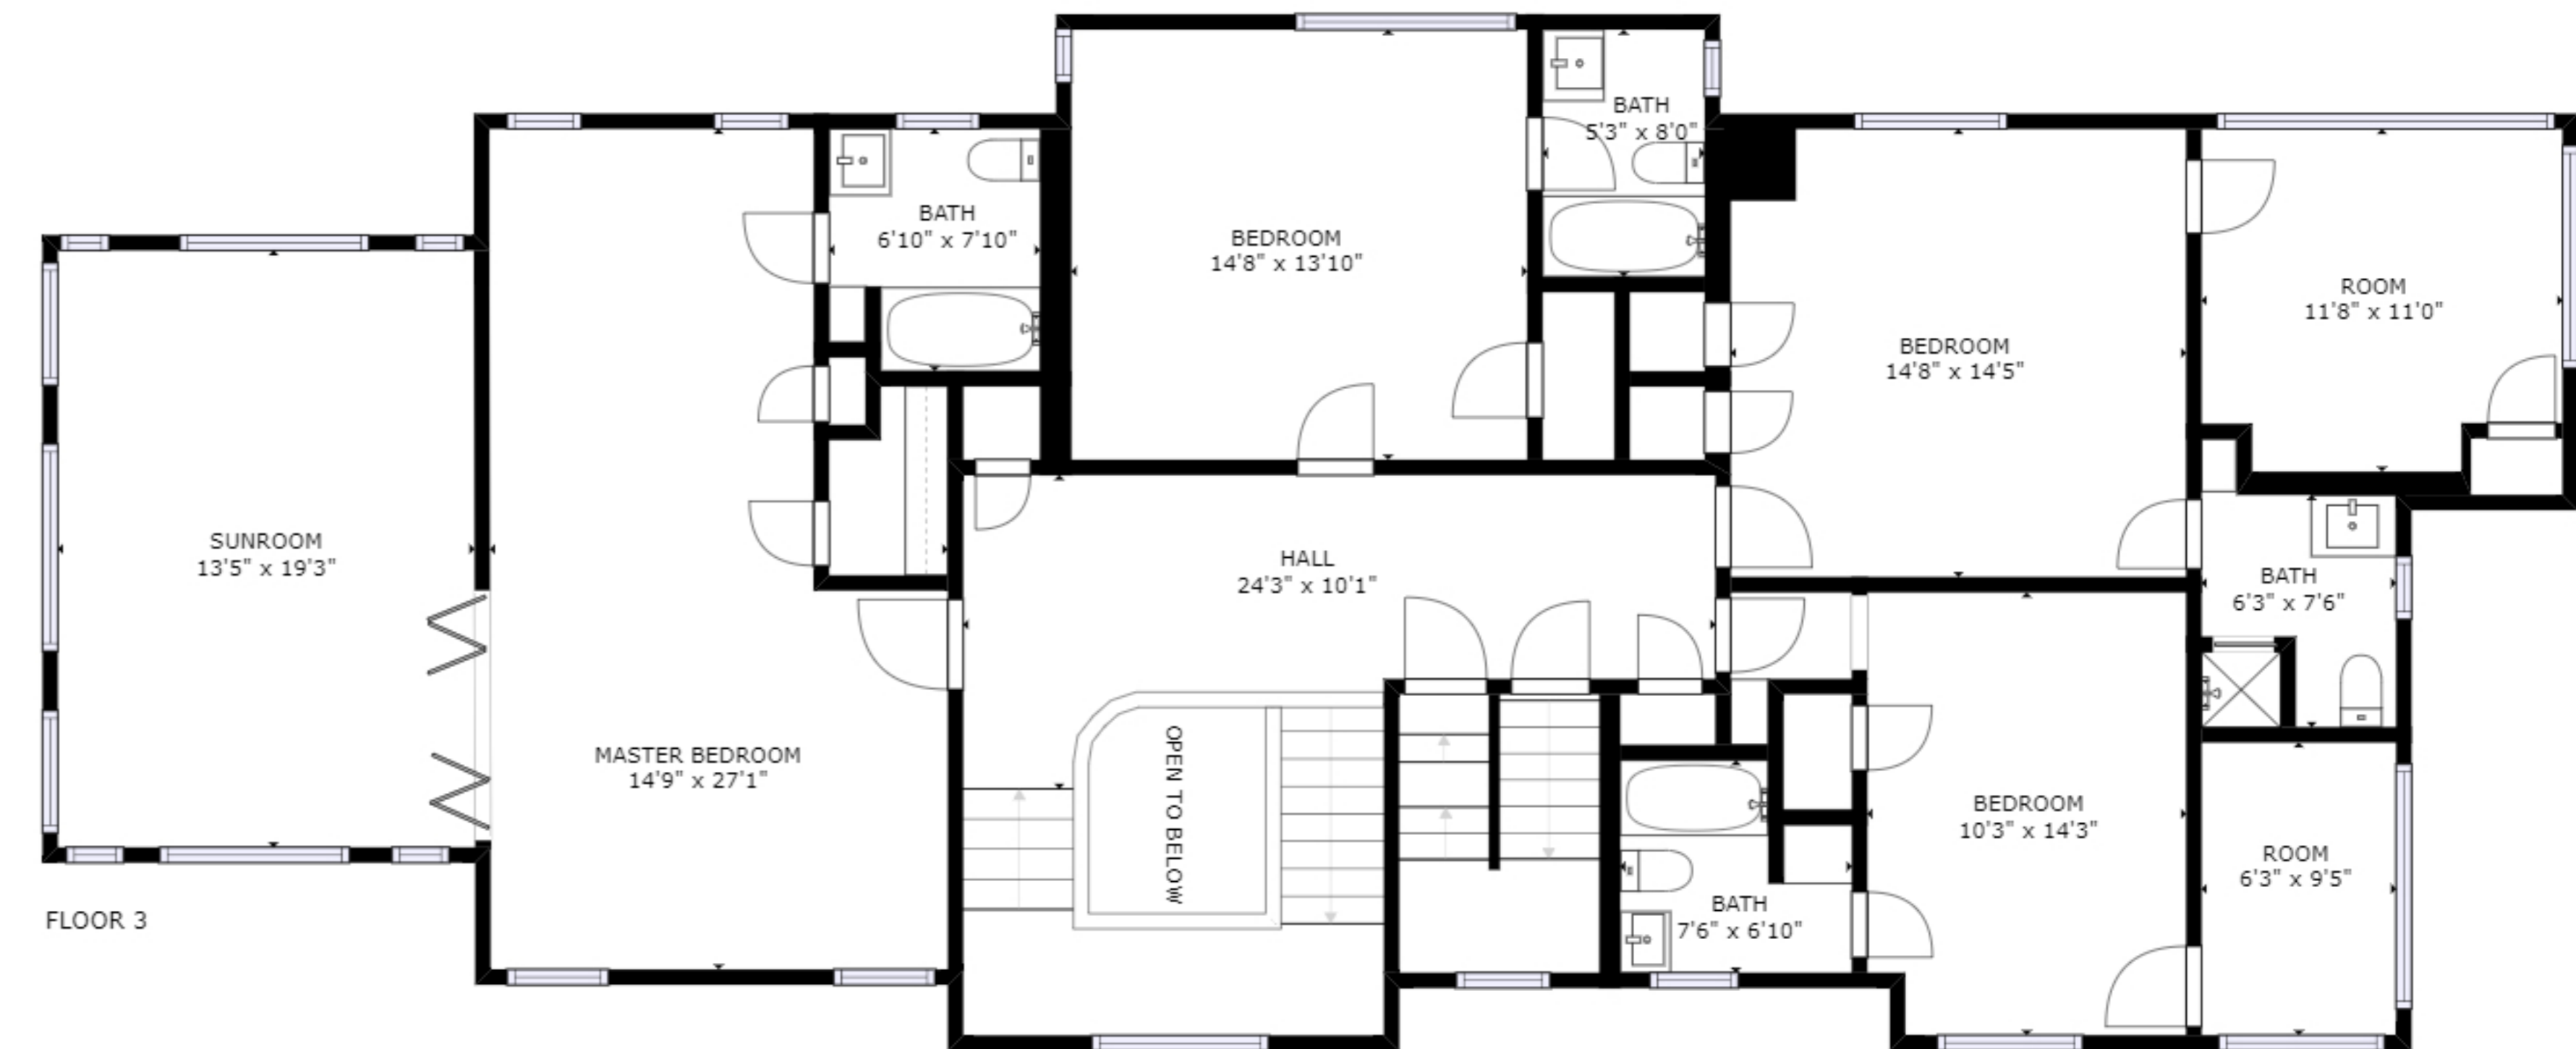 BATH
5'3" x 8'0"
BATH
6'10" x 7'10"
BEDROOM
14'8" x 13'10"
ROOM
11'8" x 11'0"
BEDROOM
14'8" x 14'5"
SUNROOM
13'5" x 19'3"
HALL
24'3" x 10'1"
BATH
6'3" x 7'6"
MASTER BEDROOM
14'9" x 27'1"
OPEN TO BELOW
BEDROOM
10'3" x 14'3"
ROOM
6'3" x 9'5"
BATH
7'6" x 6'10"
FLOOR 3